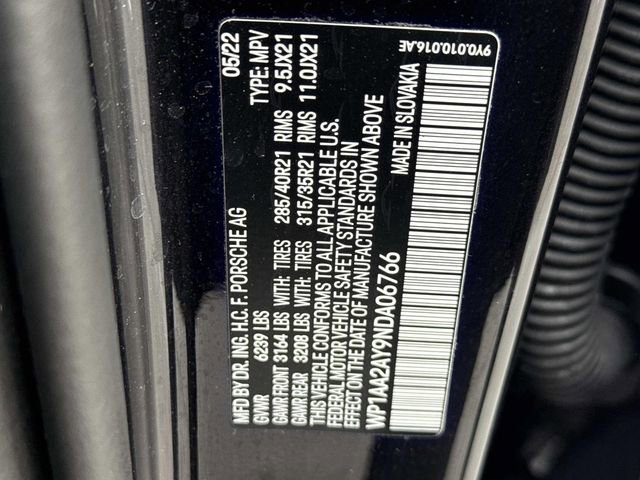 9Y0.010.016.AE
MFD BY DR. ING. H.C. F. PORSCHE AG 05/22
GVWR 6239 LBS TYPE: MPV
GAWR FRONT 3164 LBS WITH: TIRES 285/40R21 RIMS 9.5JX21
GAWR REAR 3208 LBS WITH: TIRES 315/35R21 RIMS 11.0JX21
THIS VEHICLE CONFORMS TO ALL APPLICABLE U.S.
FEDERAL MOTOR VEHICLE SAFETY STANDARDS IN
EFFECT ON DATE OF MANUFACTURE SHOWN ABOVE
WP1AA2AY9NDA06766
MADE IN SLOVAKIA